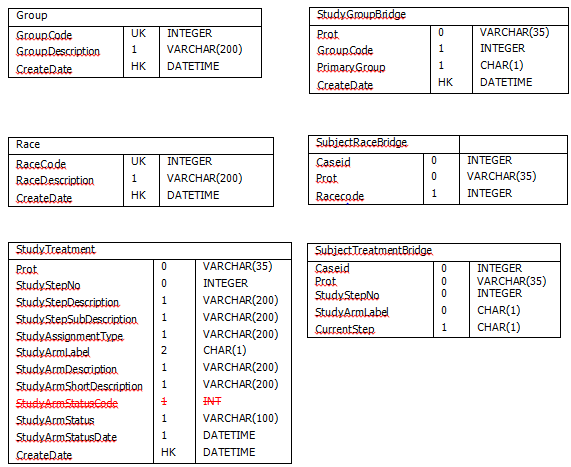 Group
GroupCode UK INTEGER
GroupDescription 1 VARCHAR(200)
CreateDate HK DATETIME
StudyGroupBridge
Prot 0 VARCHAR(35)
GroupCode 1 INTEGER
PrimaryGroup 1 CHAR(1)
CreateDate HK DATETIME
Race
RaceCode UK INTEGER
RaceDescription 1 VARCHAR(200)
CreateDate HK DATETIME
SubjectRaceBridge
Caseid 0 INTEGER
Prot 0 VARCHAR(35)
Racecode 1 INTEGER
StudyTreatment
Prot 0 VARCHAR(35)
StudyStepNo 0 INTEGER
StudyStepDescription 1 VARCHAR(200)
StudyStepSubDescription 1 VARCHAR(200)
StudyAssignmentType 1 VARCHAR(200)
StudyArmLabel 2 CHAR(1)
StudyArmDescription 1 VARCHAR(200)
StudyArmShortDescription 1 VARCHAR(200)
StudyArmStatusCode 1 INT
StudyArmStatus 1 VARCHAR(100)
StudyArmStatusDate 1 DATETIME
CreateDate HK DATETIME
SubjectTreatmentBridge
Caseid 0 INTEGER
Prot 0 VARCHAR(35)
StudyStepNo 0 INTEGER
StudyArmLabel 0 CHAR(1)
CurrentStep 1 CHAR(1)